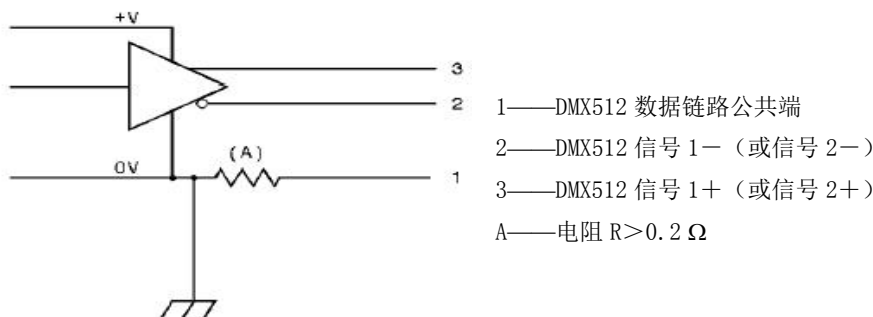 +V
3
2
(A)
0V
1
1——DMX512 数据链路公共端
2——DMX512 信号 1－（或信号 2－）
3——DMX512 信号 1＋（或信号 2＋）
A——电阻 R＞0.2 Ω